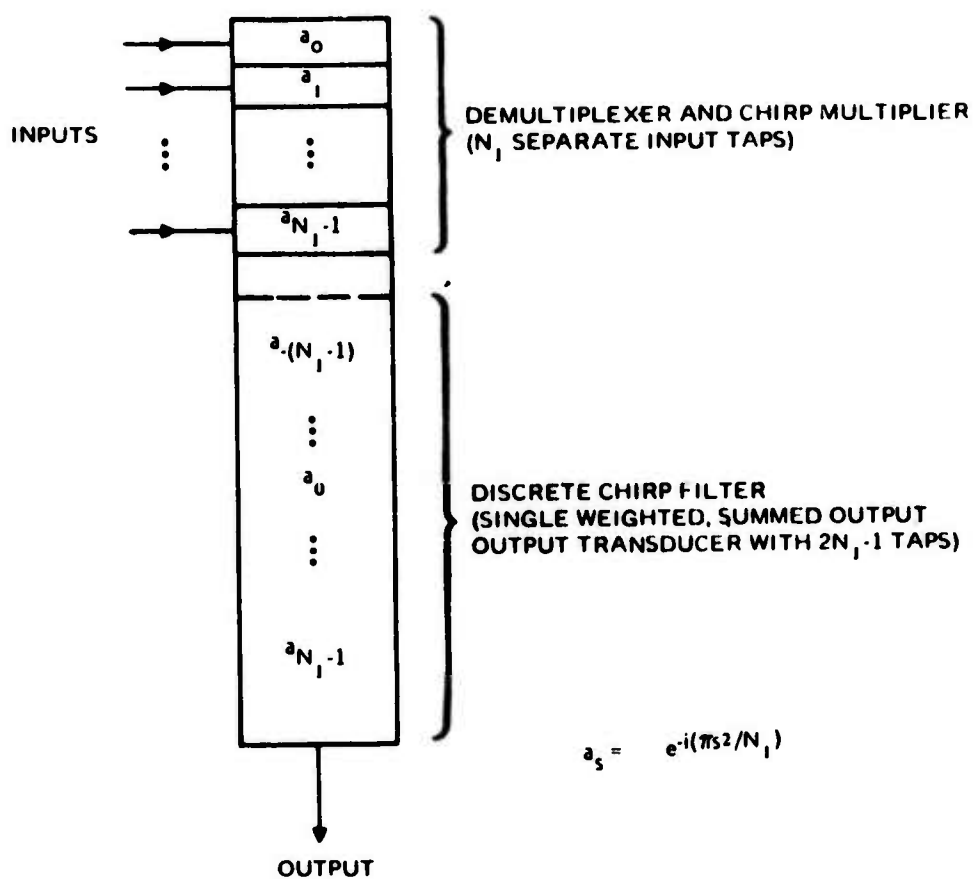 a0
a1
INPUTS
⋮
⋮
DEMULTIPLEXER AND CHIRP MULTIPLIER
(N1 SEPARATE INPUT TAPS)
aN1-1
a-(N1-1)
⋮
a0
⋮
DISCRETE CHIRP FILTER
(SINGLE WEIGHTED, SUMMED OUTPUT
OUTPUT TRANSDUCER WITH 2N1-1 TAPS)
aN1-1
as = e-i(πs2/N1)
OUTPUT